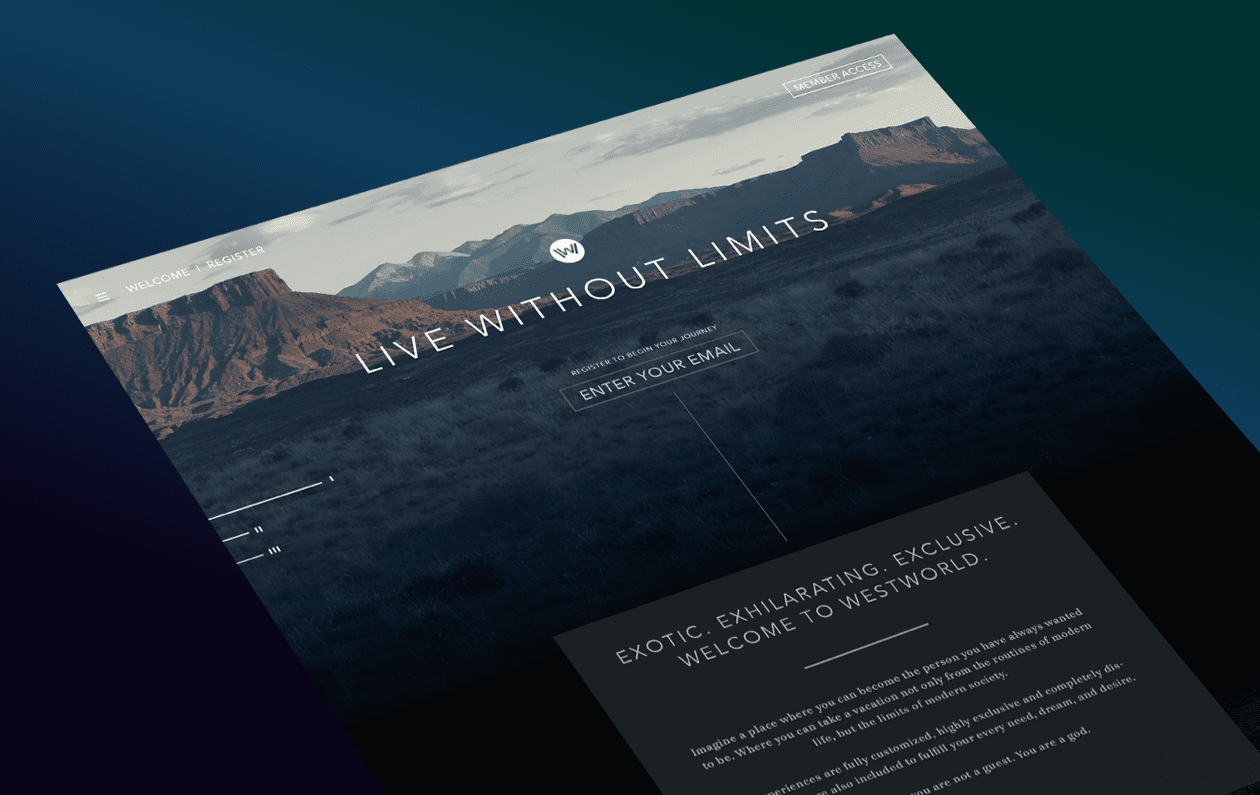 MEMBER ACCESS
WELCOME | REGISTER
W
LIVE WITHOUT LIMITS
REGISTER TO BEGIN YOUR JOURNEY
ENTER YOUR EMAIL
I
II
III
EXOTIC. EXHILARATING. EXCLUSIVE.
WELCOME TO WESTWORLD.
Imagine a place where you can become the person you have always wanted
to be. Where you can take a vacation not only from the routines of modern
life, but the limits of modern society.
are fully customized, highly exclusive and completely dis-
also included to fulfill your every need, dream, and desire.
you are not a guest. You are a god.